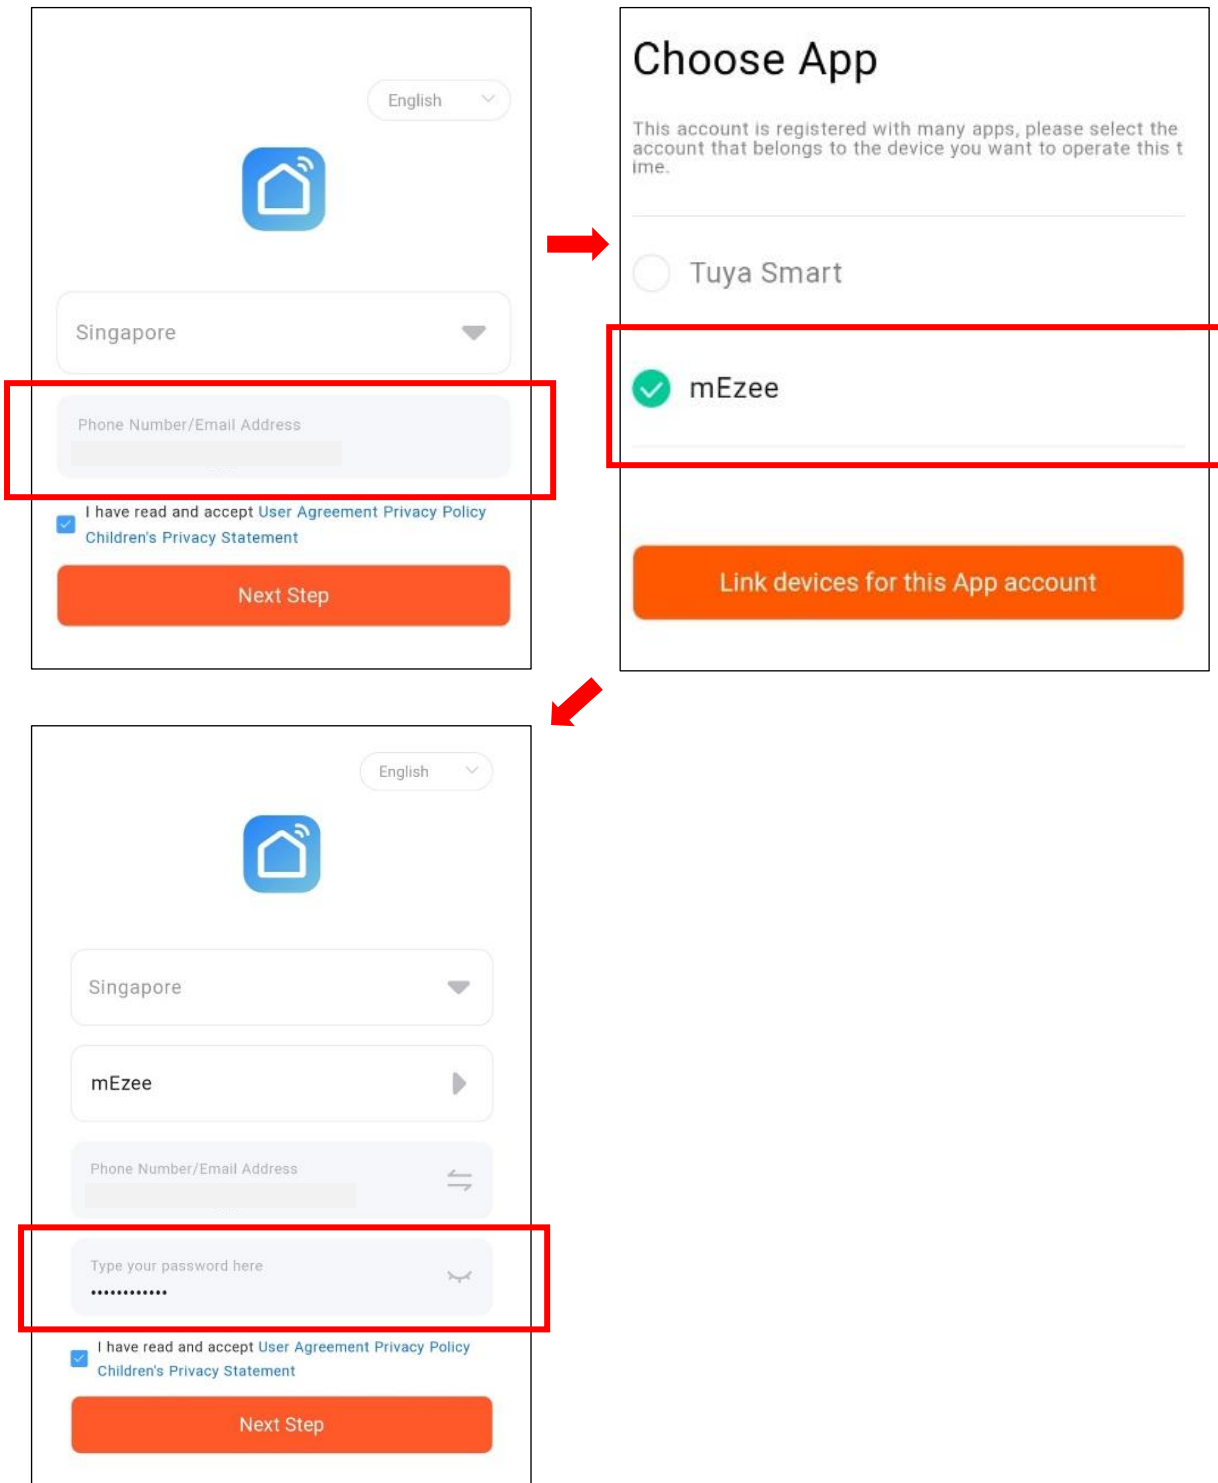 English
Singapore
Phone Number/Email Address
I have read and accept User Agreement Privacy Policy
Children's Privacy Statement
Next Step
Choose App
This account is registered with many apps, please select the
account that belongs to the device you want to operate this t
ime.
Tuya Smart
mEzee
Link devices for this App account
English
Singapore
mEzee
Phone Number/Email Address
Type your password here
••••••••••••
I have read and accept User Agreement Privacy Policy
Children's Privacy Statement
Next Step